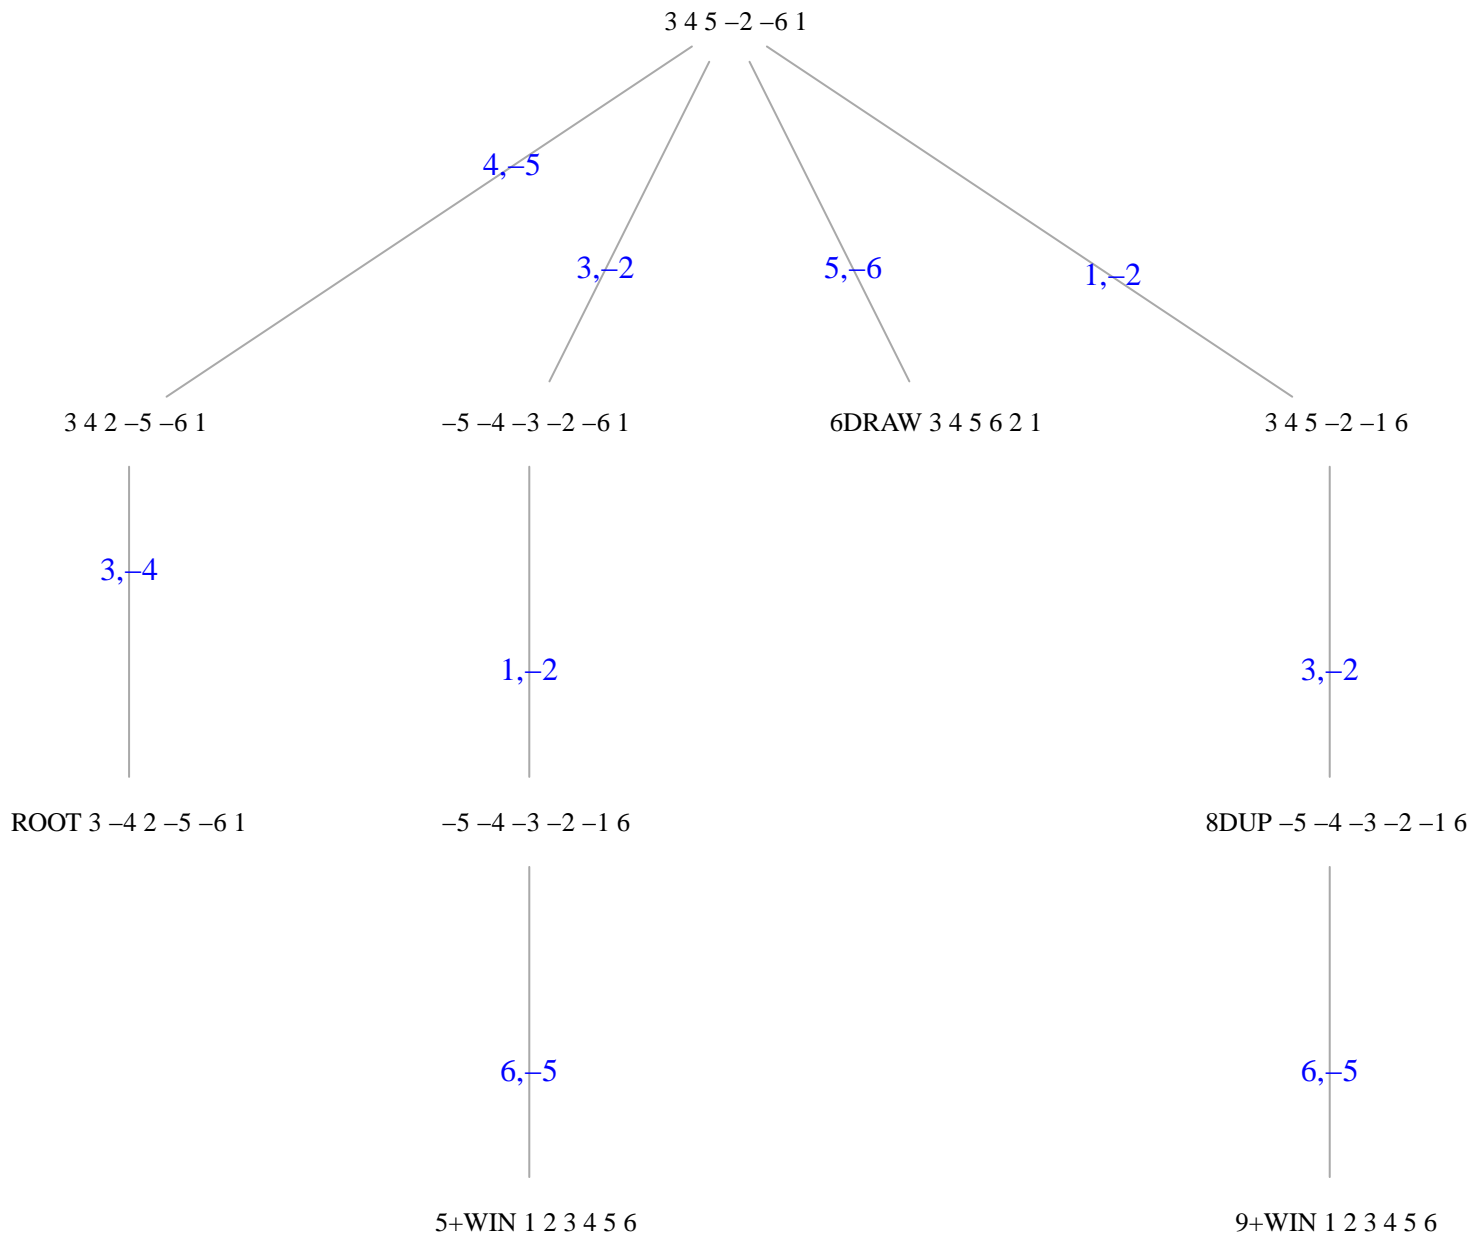 3 4 5 –2 –6 1
4,–5
3,–2
5,–6
1,–2
3 4 2 –5 –6 1
–5 –4 –3 –2 –6 1
6DRAW 3 4 5 6 2 1
3 4 5 –2 –1 6
3,–4
1,–2
3,–2
ROOT 3 –4 2 –5 –6 1
–5 –4 –3 –2 –1 6
8DUP –5 –4 –3 –2 –1 6
6,–5
6,–5
5+WIN 1 2 3 4 5 6
9+WIN 1 2 3 4 5 6